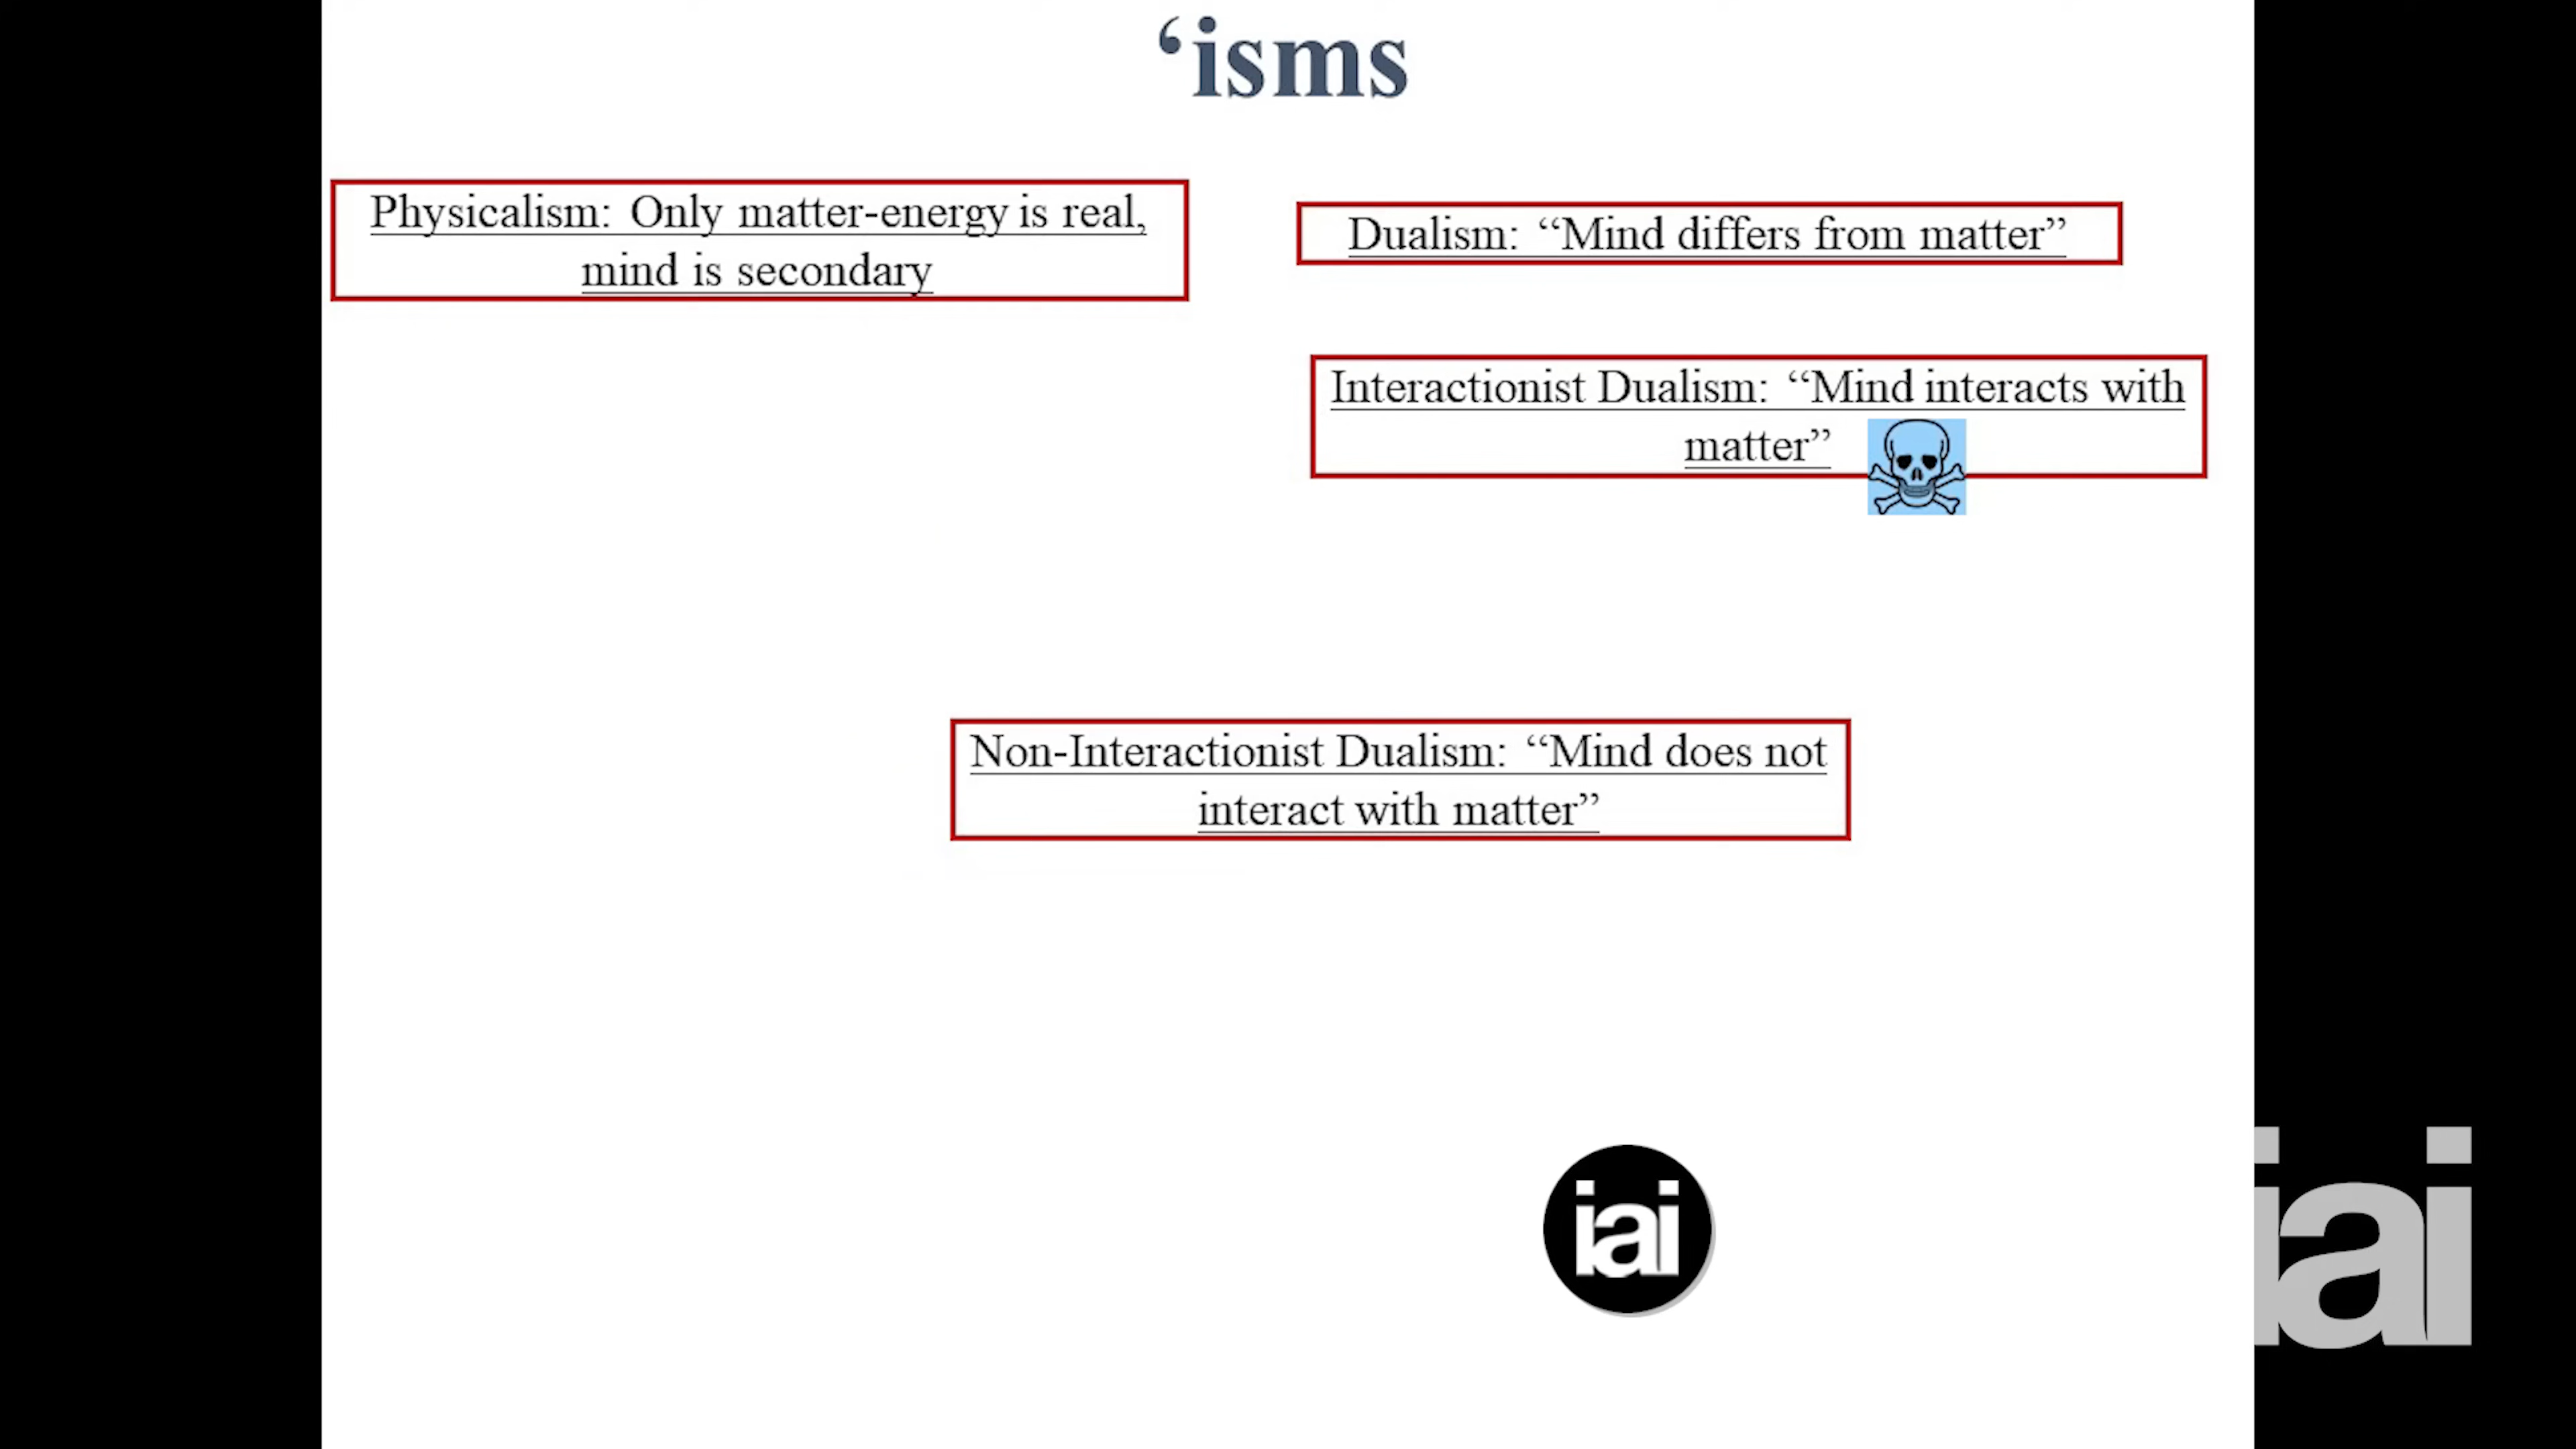 ‘isms
Physicalism: Only matter-energy is real,
mind is secondary
Dualism: “Mind differs from matter”
Interactionist Dualism: “Mind interacts with
matter”
Non-Interactionist Dualism: “Mind does not
interact with matter”
iai
iai